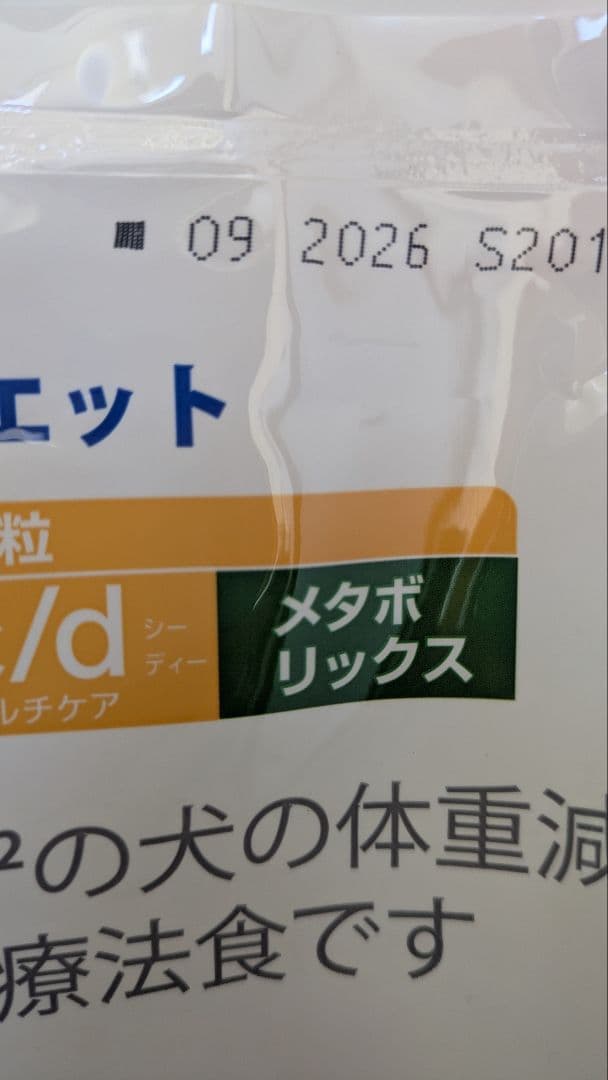 09 2026 S201
エット
粒
/d シー
ディー
ルチケア
メタボ
リックス
²の犬の体重減
療法食です